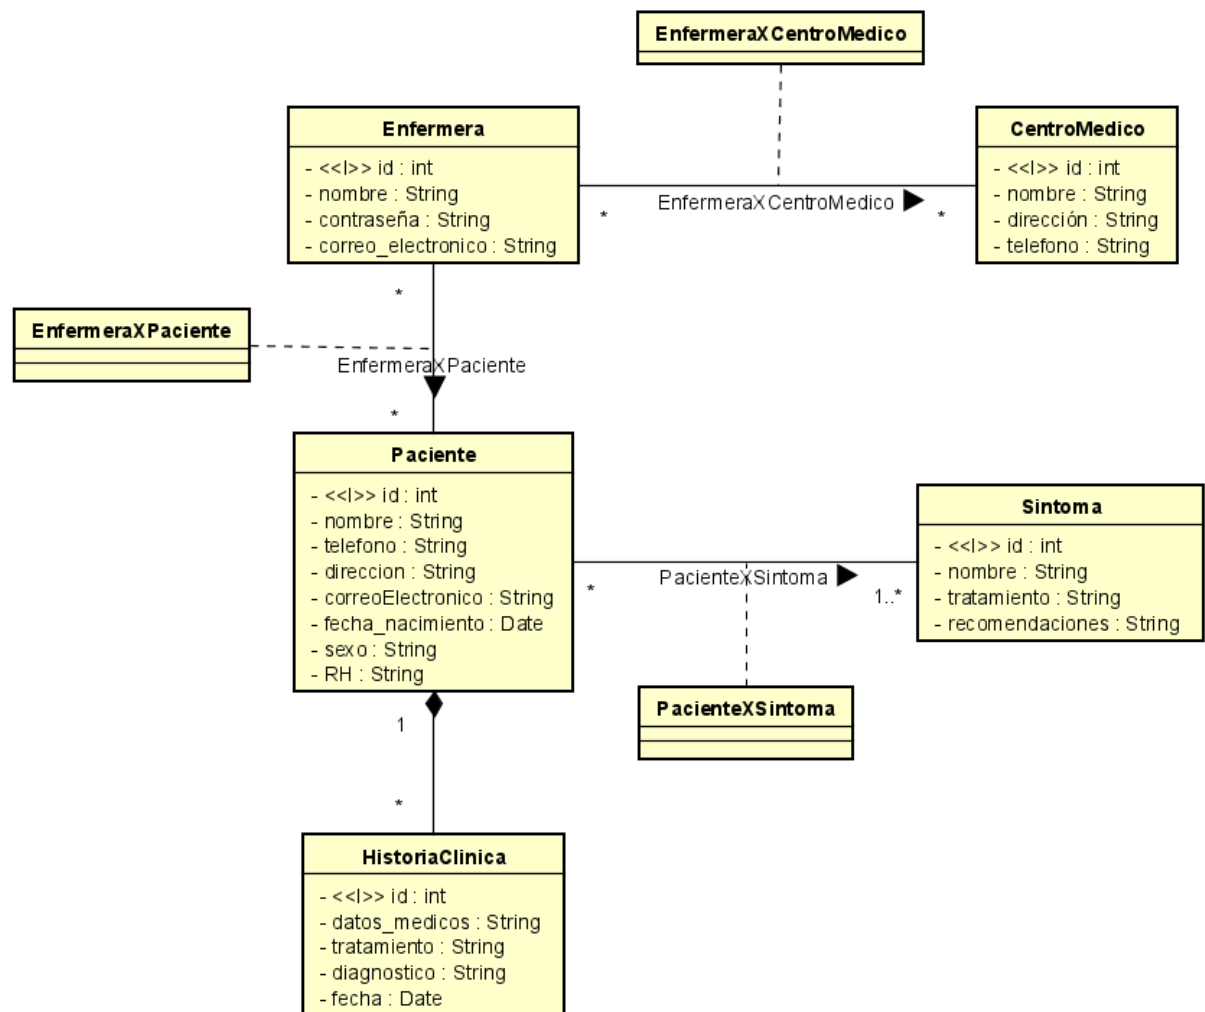 EnfermeraXCentroMedico
Enfermera
- <<I>> id : int
- nombre : String
- contraseña : String
- correo_electronico : String
CentroMedico
- <<I>> id : int
- nombre : String
- dirección : String
- telefono : String
EnfermeraXCentroMedico
*
*
*
EnfermeraXPaciente
EnfermeraXPaciente
*
Paciente
- <<I>> id : int
- nombre : String
- telefono : String
- direccion : String
- correoElectronico : String
- fecha_nacimiento : Date
- sexo : String
- RH : String
Sintoma
- <<I>> id : int
- nombre : String
- tratamiento : String
- recomendaciones : String
PacienteXSintoma
*
1..*
PacienteXSintoma
1
*
HistoriaClinica
- <<I>> id : int
- datos_medicos : String
- tratamiento : String
- diagnostico : String
- fecha : Date